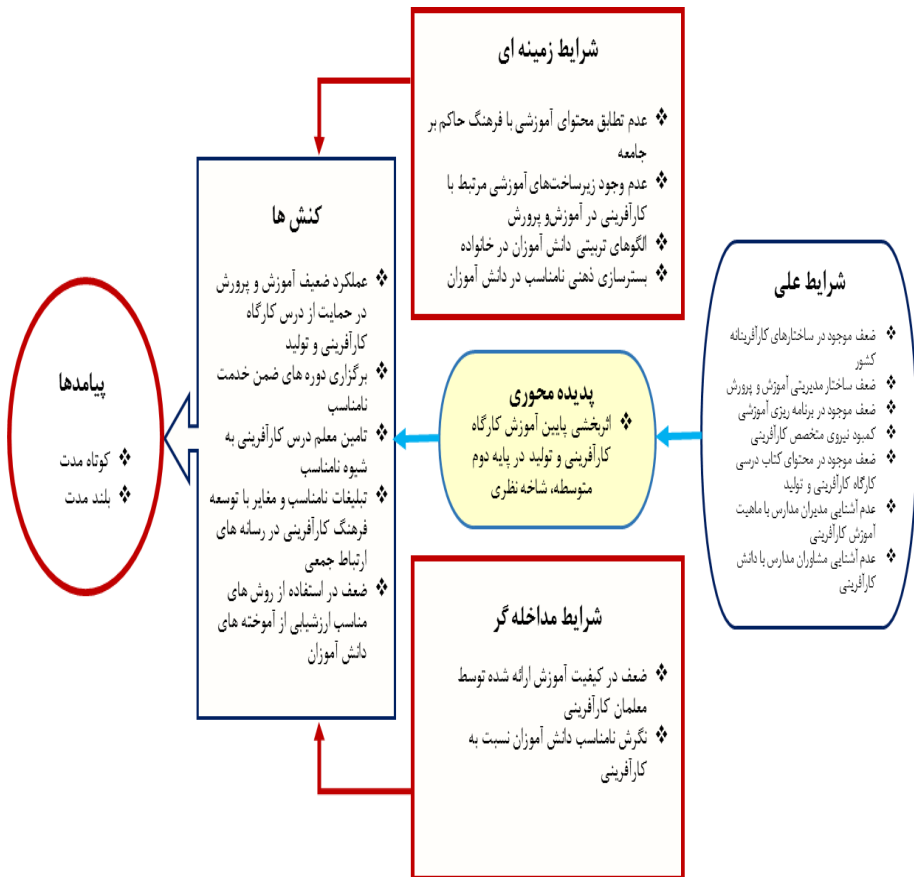 شرایط زمینه ای
❖ عدم تطابق محتوای آموزشی با فرهنگ حاکم بر
جامعه
❖ عدم وجود زیرساخت‌های آموزشی مرتبط با
کارآفرینی در آموزش‌و پرورش
❖ الگوهای تربیتی دانش آموزان در خانواده
❖ بسترسازی ذهنی نامناسب در دانش آموزان
شرایط علی
❖ ضعف موجود در ساختارهای کارآفرینانه
کشور
❖ ضعف ساختار مدیریتی آموزش و پرورش
❖ ضعف موجود در برنامه ریزی آموزشی
❖ کمبود نیروی متخصص کارآفرینی
❖ ضعف موجود در محتوای کتاب درسی
کارگاه کارآفرینی و تولید
❖ عدم آشنایی مدیران مدارس با ماهیت
آموزش کارآفرینی
❖ عدم آشنایی مشاوران مدارس با دانش
کارآفرینی
پدیده محوری
❖ اثربخشی پایین آموزش کارگاه
کارآفرینی و تولید در پایه دوم
متوسطه، شاخه نظری
شرایط مداخله گر
❖ ضعف در کیفیت آموزش ارائه شده توسط
معلمان کارآفرینی
❖ نگرش نامناسب دانش آموزان نسبت به
کارآفرینی
کنش ها
❖ عملکرد ضعیف آموزش و پرورش
در حمایت از درس کارگاه
کارآفرینی و تولید
❖ برگزاری دوره های ضمن خدمت
نامناسب
❖ تامین معلم درس کارآفرینی به
شیوه نامناسب
❖ تبلیغات نامناسب و مغایر با توسعه
فرهنگ کارآفرینی در رسانه های
ارتباط جمعی
❖ ضعف در استفاده از روش های
مناسب ارزشیابی از آموخته های
دانش آموزان
پیامدها
❖ کوتاه مدت
❖ بلند مدت